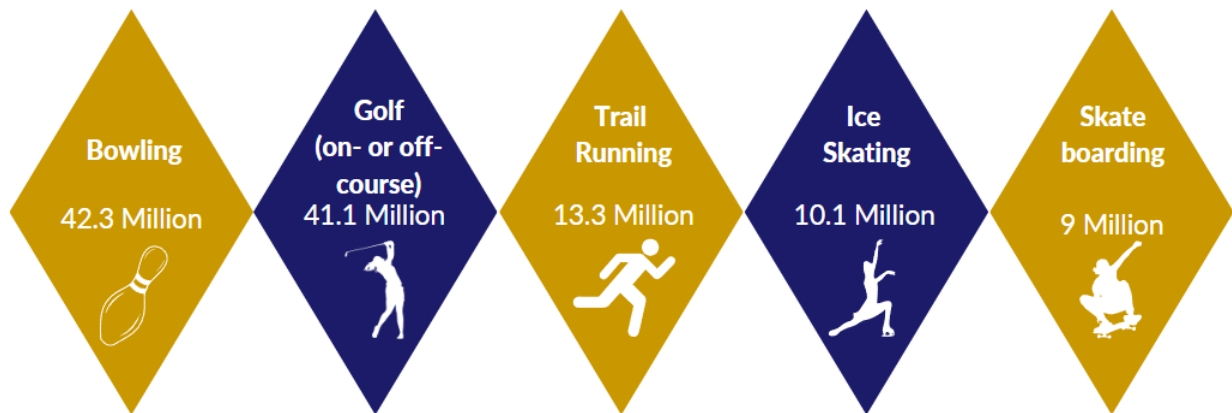 Bowling
42.3 Million
Golf
(on- or off-
course)
41.1 Million
Trail
Running
13.3 Million
Ice
Skating
10.1 Million
Skate
boarding
9 Million